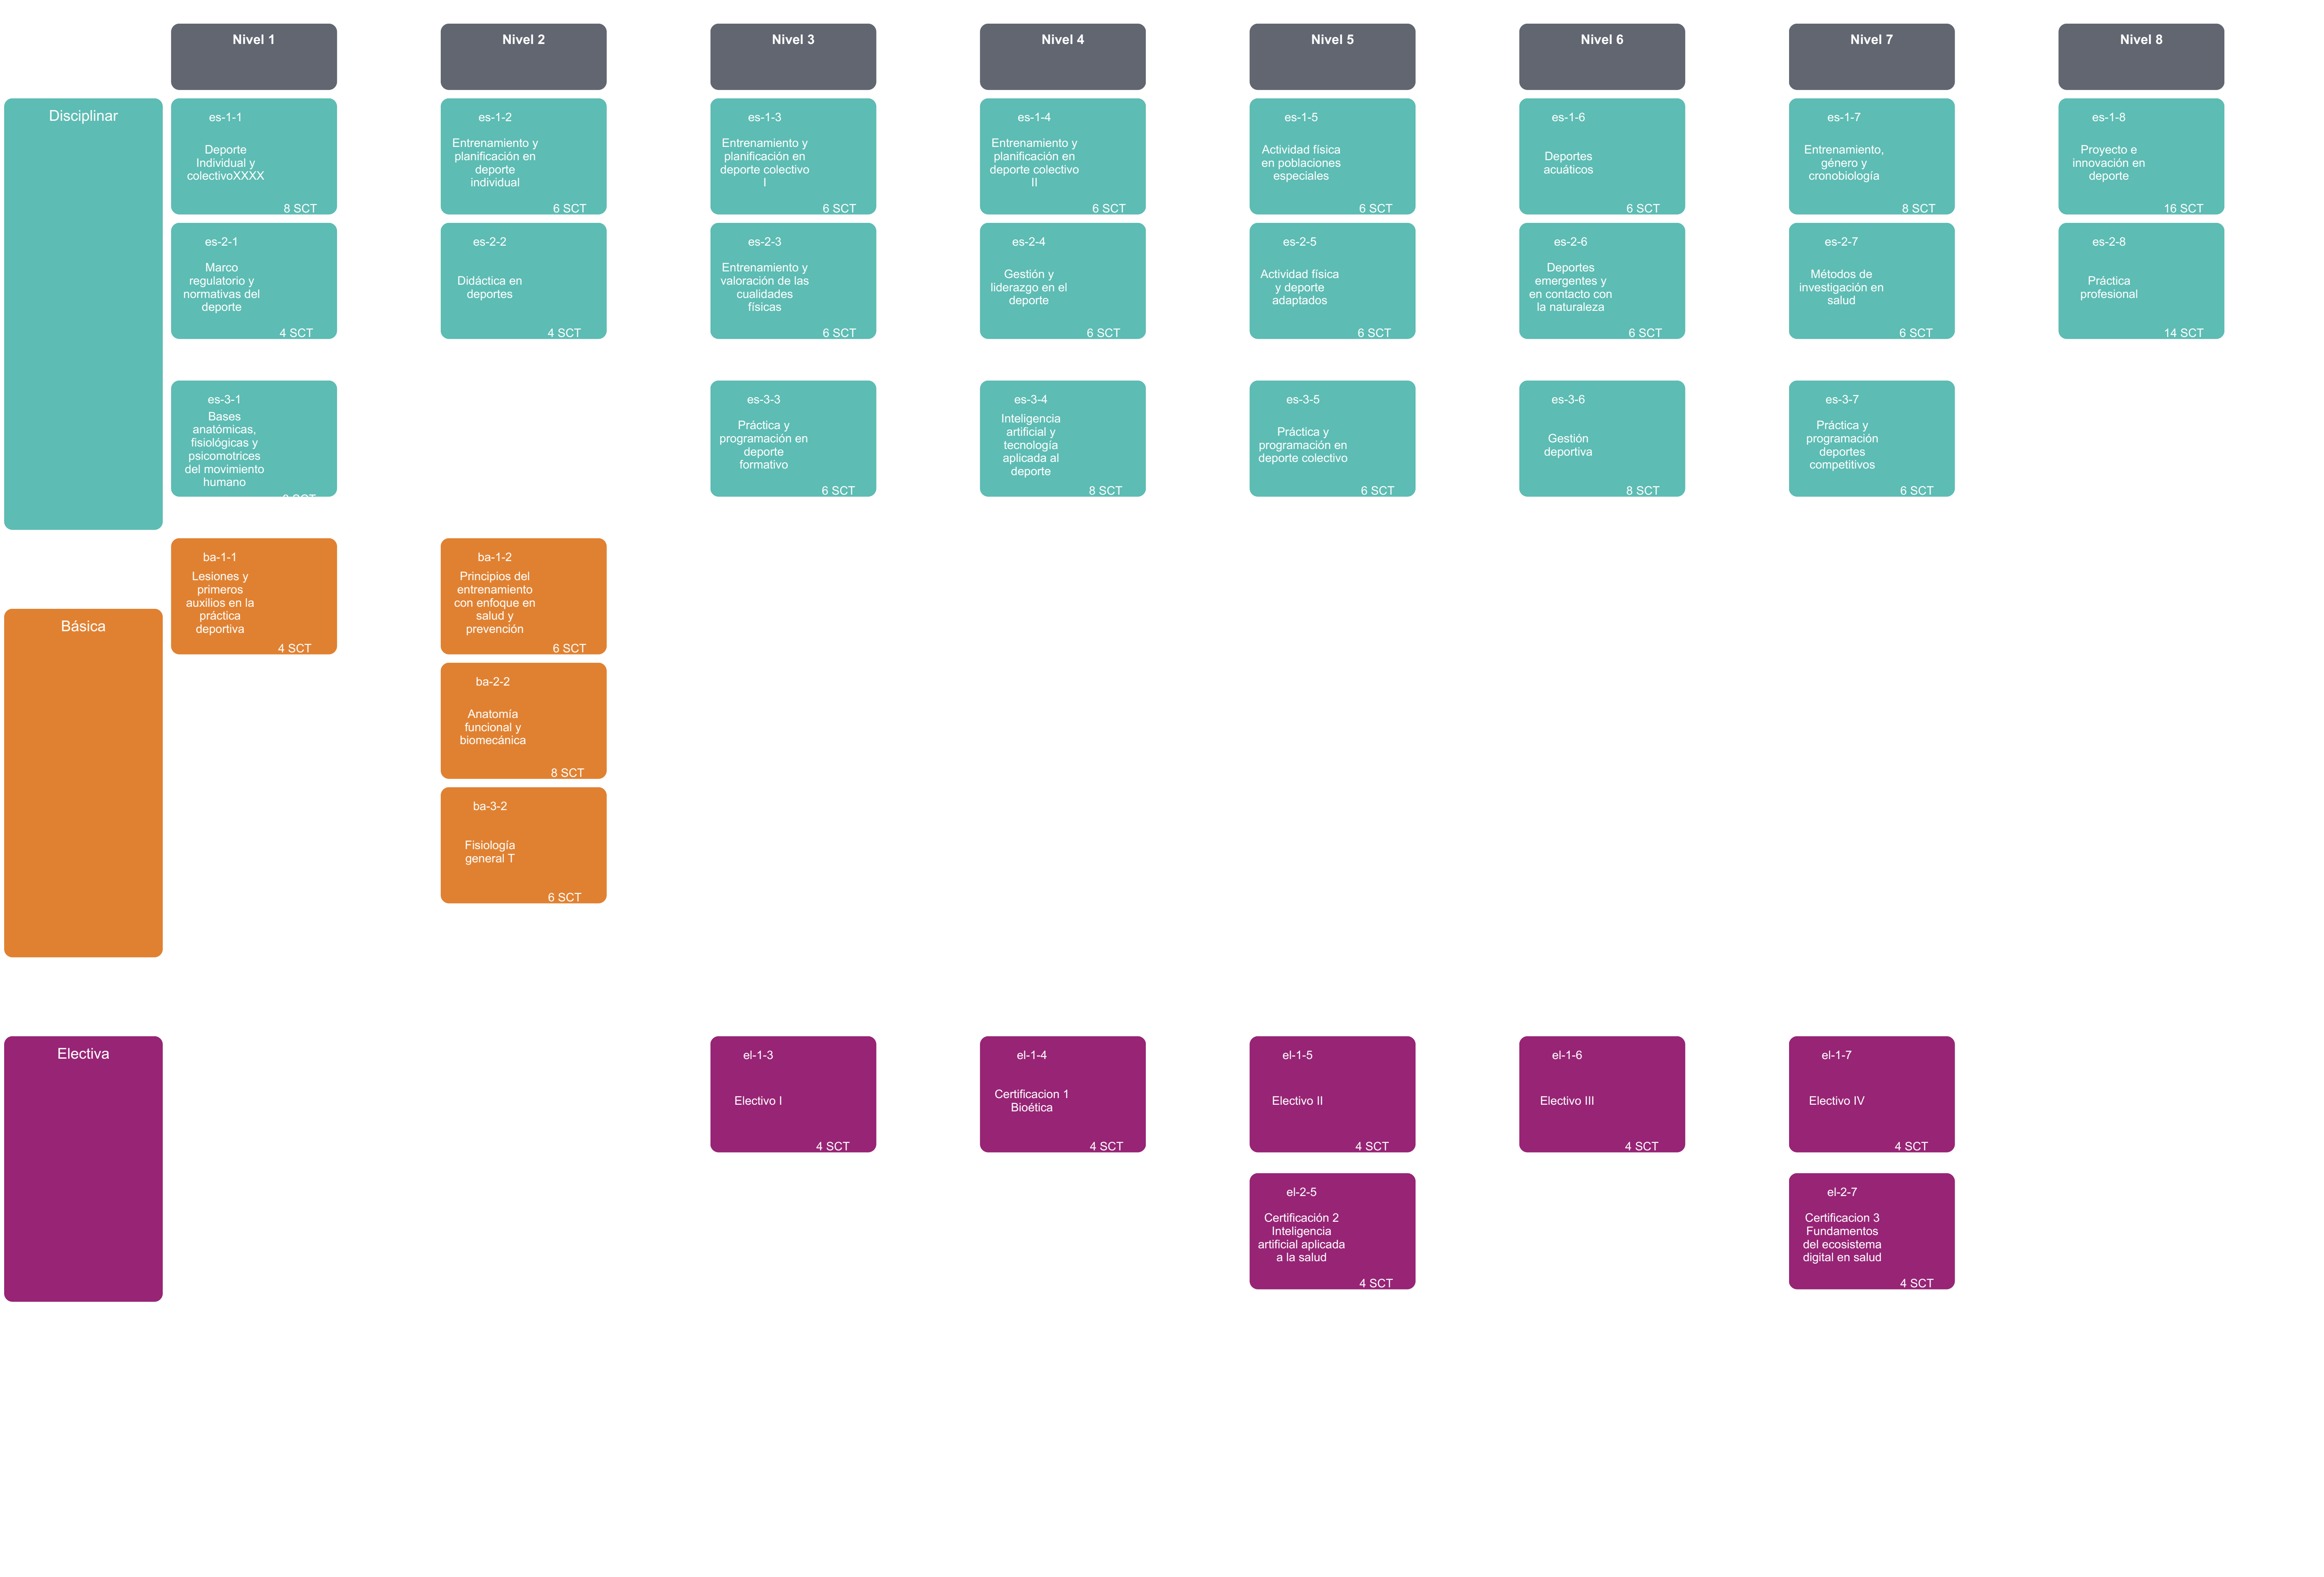 Nivel 1
Nivel 2
Nivel 3
Nivel 4
Nivel 5
Nivel 6
Nivel 7
Nivel 8
Disciplinar
es-1-1
Deporte
Individual y
colectivoXXXX
8 SCT
es-1-2
Entrenamiento y
planificación en
deporte
individual
6 SCT
es-1-3
Entrenamiento y
planificación en
deporte colectivo
I
6 SCT
es-1-4
Entrenamiento y
planificación en
deporte colectivo
II
6 SCT
es-1-5
Actividad física
en poblaciones
especiales
6 SCT
es-1-6
Deportes
acuáticos
6 SCT
es-1-7
Entrenamiento,
género y
cronobiología
8 SCT
es-1-8
Proyecto e
innovación en
deporte
16 SCT
es-2-1
Marco
regulatorio y
normativas del
deporte
4 SCT
es-2-2
Didáctica en
deportes
4 SCT
es-2-3
Entrenamiento y
valoración de las
cualidades
físicas
6 SCT
es-2-4
Gestión y
liderazgo en el
deporte
6 SCT
es-2-5
Actividad física
y deporte
adaptados
6 SCT
es-2-6
Deportes
emergentes y
en contacto con
la naturaleza
6 SCT
es-2-7
Métodos de
investigación en
salud
6 SCT
es-2-8
Práctica
profesional
14 SCT
es-3-1
Bases
anatómicas,
fisiológicas y
psicomotrices
del movimiento
humano
SCT
es-3-3
Práctica y
programación en
deporte
formativo
6 SCT
es-3-4
Inteligencia
artificial y
tecnología
aplicada al
deporte
8 SCT
es-3-5
Práctica y
programación en
deporte colectivo
6 SCT
es-3-6
Gestión
deportiva
8 SCT
es-3-7
Práctica y
programación
deportes
competitivos
6 SCT
Básica
ba-1-1
Lesiones y
primeros
auxilios en la
práctica
deportiva
4 SCT
ba-1-2
Principios del
entrenamiento
con enfoque en
salud y
prevención
6 SCT
ba-2-2
Anatomía
funcional y
biomecánica
8 SCT
ba-3-2
Fisiología
general T
6 SCT
Electiva
el-1-3
Electivo I
4 SCT
el-1-4
Certificacion 1
Bioética
4 SCT
el-1-5
Electivo II
4 SCT
el-1-6
Electivo III
4 SCT
el-1-7
Electivo IV
4 SCT
el-2-5
Certificación 2
Inteligencia
artificial aplicada
a la salud
4 SCT
el-2-7
Certificacion 3
Fundamentos
del ecosistema
digital en salud
4 SCT